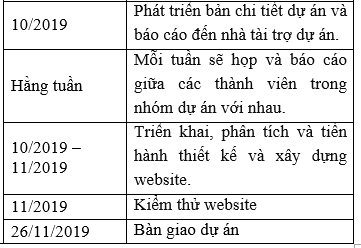 10/2019
Phát triển bản chi tiết dự án và
báo cáo đến nhà tài trợ dự án.
Hằng tuần
Mỗi tuần sẽ họp và báo cáo
giữa các thành viên trong
nhóm dự án với nhau.
10/2019 –
11/2019
Triển khai, phân tích và tiến
hành thiết kế và xây dựng
website.
11/2019
Kiểm thử website
26/11/2019
Bàn giao dự án